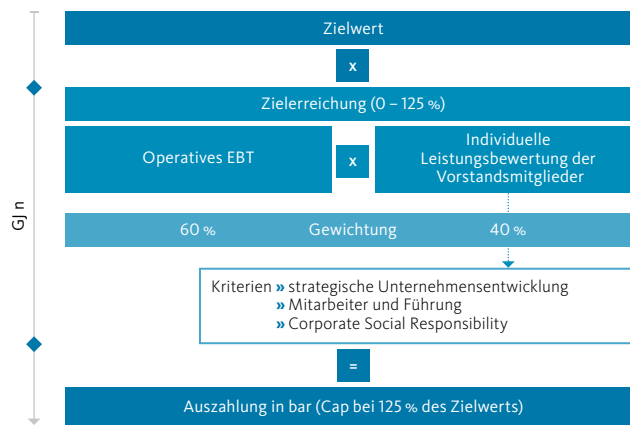 Zielwert
x
Zielerreichung (0 – 125 %)
Operatives EBT
x
Individuelle
Leistungsbewertung der
Vorstandsmitglieder
GJ n
60 % Gewichtung 40 %
Kriterien » strategische Unternehmensentwicklung
» Mitarbeiter und Führung
» Corporate Social Responsibility
=
Auszahlung in bar (Cap bei 125 % des Zielwerts)